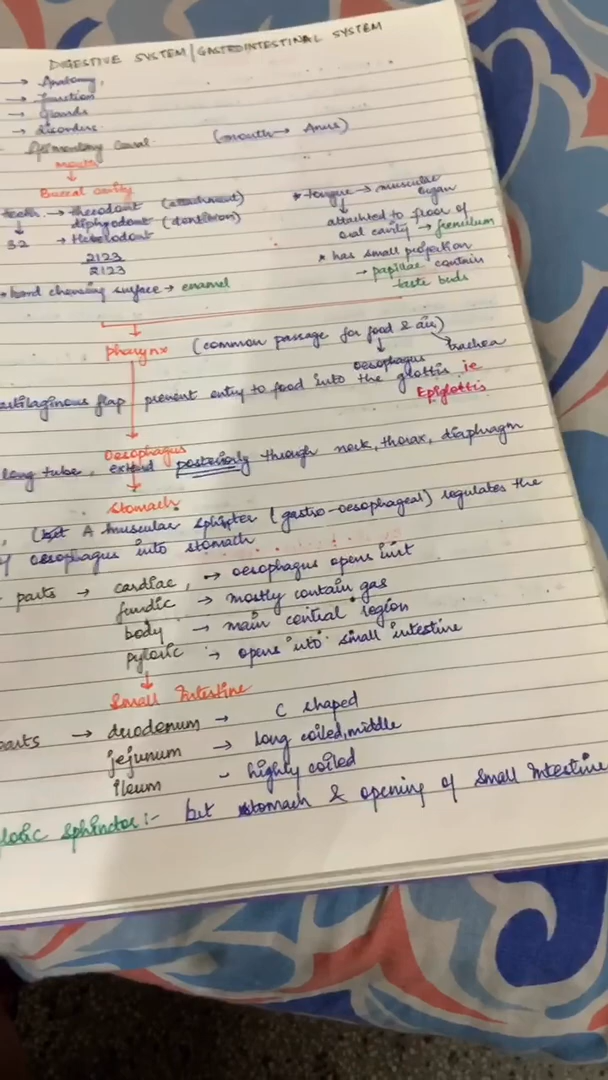 DIGESTIVE SYSTEM/GASTROINTESTINAL SYSTEM
→ Anatomy,
→ Function
→ Glands
→ disorders.
canal. (mouth → Anus)
mouth
↓
Buccal cavity
teeth. → thecodont (attachment)
↓ diphyodont (dentition)
32 → Heterodont
2123
2123
* hard chewing surface → enamel
* tongue → muscular organ
↓
attachted to floor of
oral cavity → frenulum
* has small projection
→ papillae contain
taste buds
pharynx (common passage for food & air)
oesophagus trachea
cartilaginous flap prevent entry to food into the glottis ie
Epiglottis
Oesophagus
long tube, extend posteriorly through neck, thorax, diaphragm
stomach.
A muscular sphincter (gastro-oesophageal) regulates the
oesophagus into stomach
parts → cardiac, → oesophagus opens
fundic → mostly contain gas
body → main central region
pyloric → opens into small intestine
↓
Small Intestine
parts → duodenum → C shaped
jejunum → long coiled, middle
ileum - highly coiled
sphincter:- bet stomach & opening of small Intestine